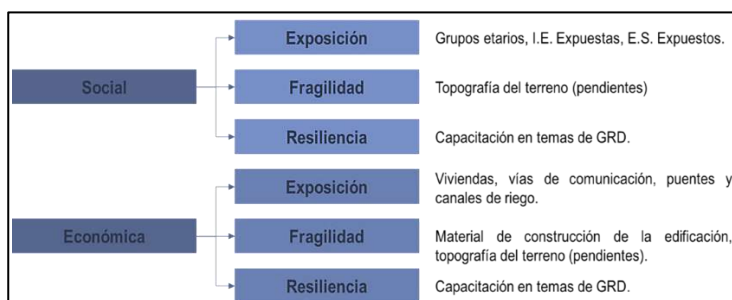 Exposición
Grupos etarios, I.E. Expuestas, E.S. Expuestos.
Social
Fragilidad
Topografía del terreno (pendientes)
Resiliencia
Capacitación en temas de GRD.
Exposición
Viviendas, vías de comunicación, puentes y
canales de riego.
Económica
Fragilidad
Material de construcción de la edificación,
topografía del terreno (pendientes).
Resiliencia
Capacitación en temas de GRD.